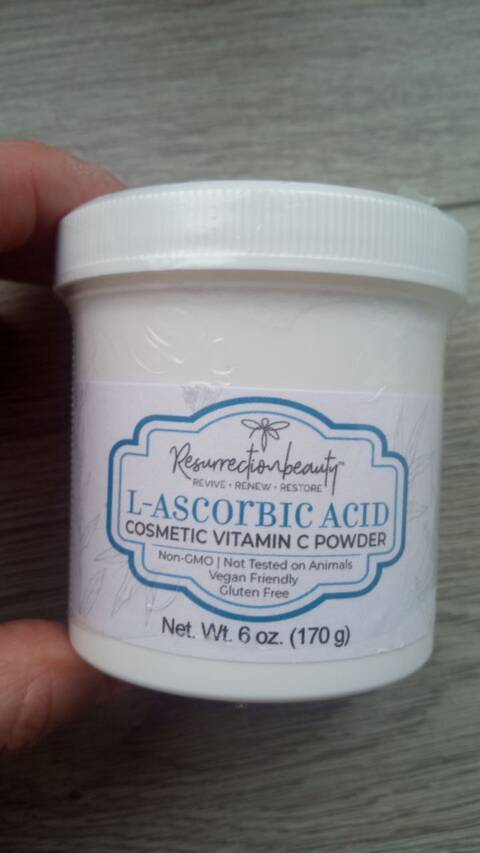 Resurrectionbeauty™
REVIVE • RENEW • RESTORE
L-ASCORBIC ACID
COSMETIC VITAMIN C POWDER
Non-GMO | Not Tested on Animals
Vegan Friendly
Gluten Free
Net. Wt. 6 oz. (170 g)